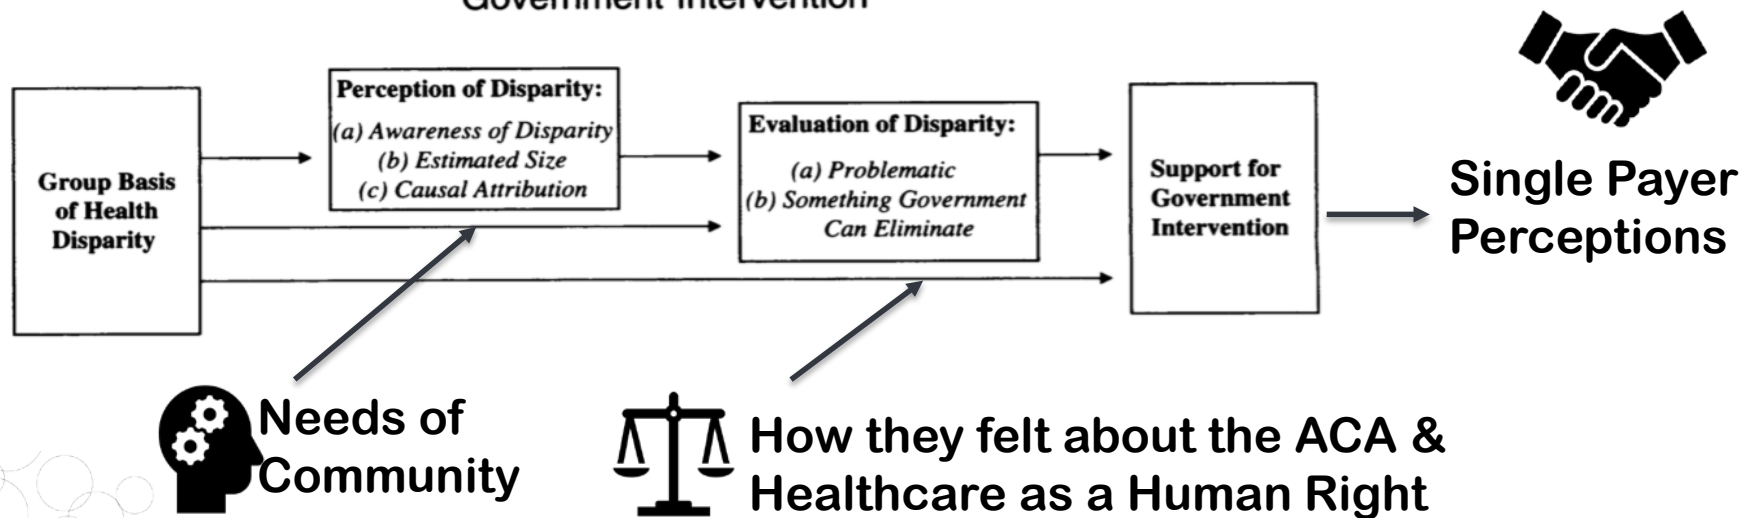 Government Intervention
Group Basis
of Health
Disparity
Perception of Disparity:
(a) Awareness of Disparity
(b) Estimated Size
(c) Causal Attribution
Evaluation of Disparity:
(a) Problematic
(b) Something Government
Can Eliminate
Support for
Government
Intervention
Single Payer
Perceptions
Needs of
Community
How they felt about the ACA &
Healthcare as a Human Right